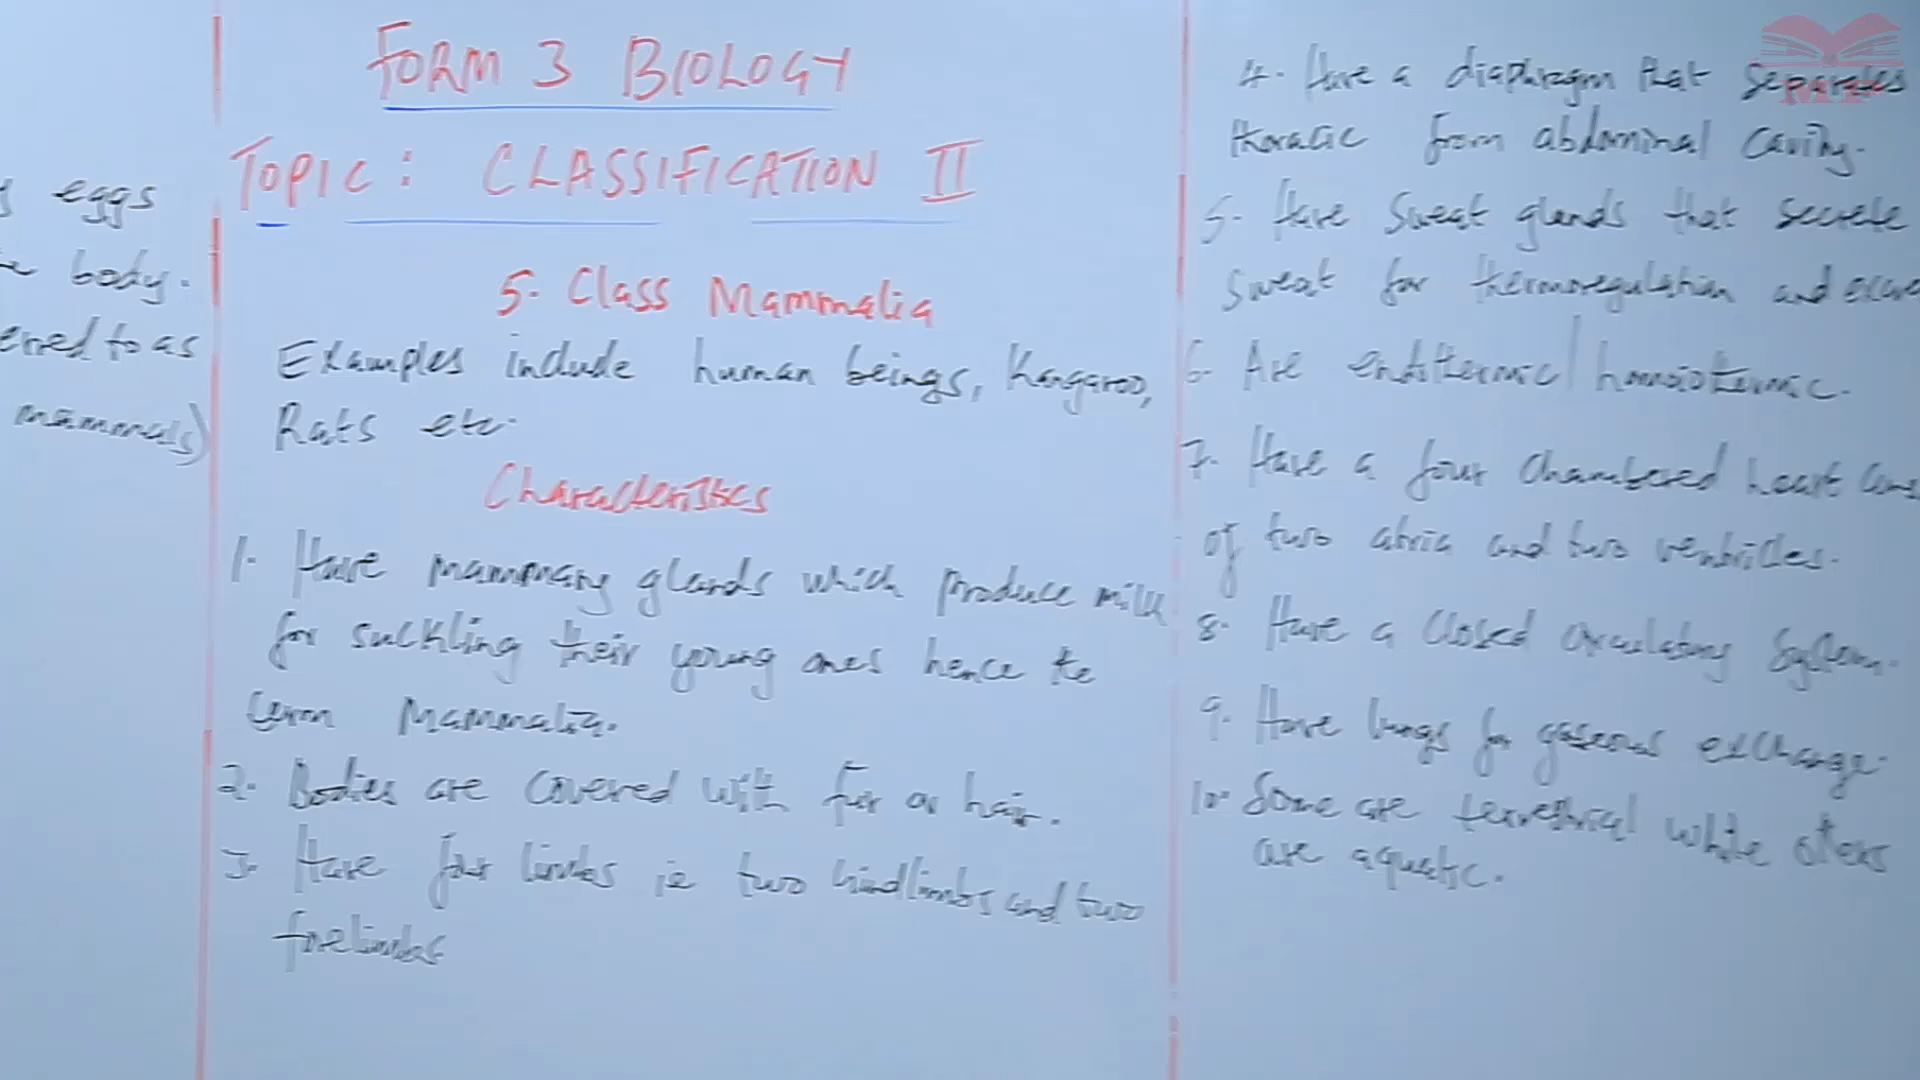 eggs
body.
to as
mammals)
FORM 3 BIOLOGY
TOPIC: CLASSIFICATION II
5. Class Mammalia
Examples include human beings, Kangaroo,
Rats etc.
Characteristics
1. Have mammary glands which produce milk
for suckling their young ones hence te
term Mammalia.
2. Bodies are covered with fur or hair.
3. Have four limbs ie two hindlimbs and two
forelimbs
4. Have a diaphragm that separates
thoracic from abdominal cavity.
5. Have Sweat glands that secrete
Sweat for thermoregulation and
6. Are endothermic/homoiothermic.
7. Have a four Chambered heart
of two atria and two ventricles.
8. Have a closed circulatory system.
9. Have lungs for gaseous exchange.
10. Some are terrestrial while others
are aquatic.